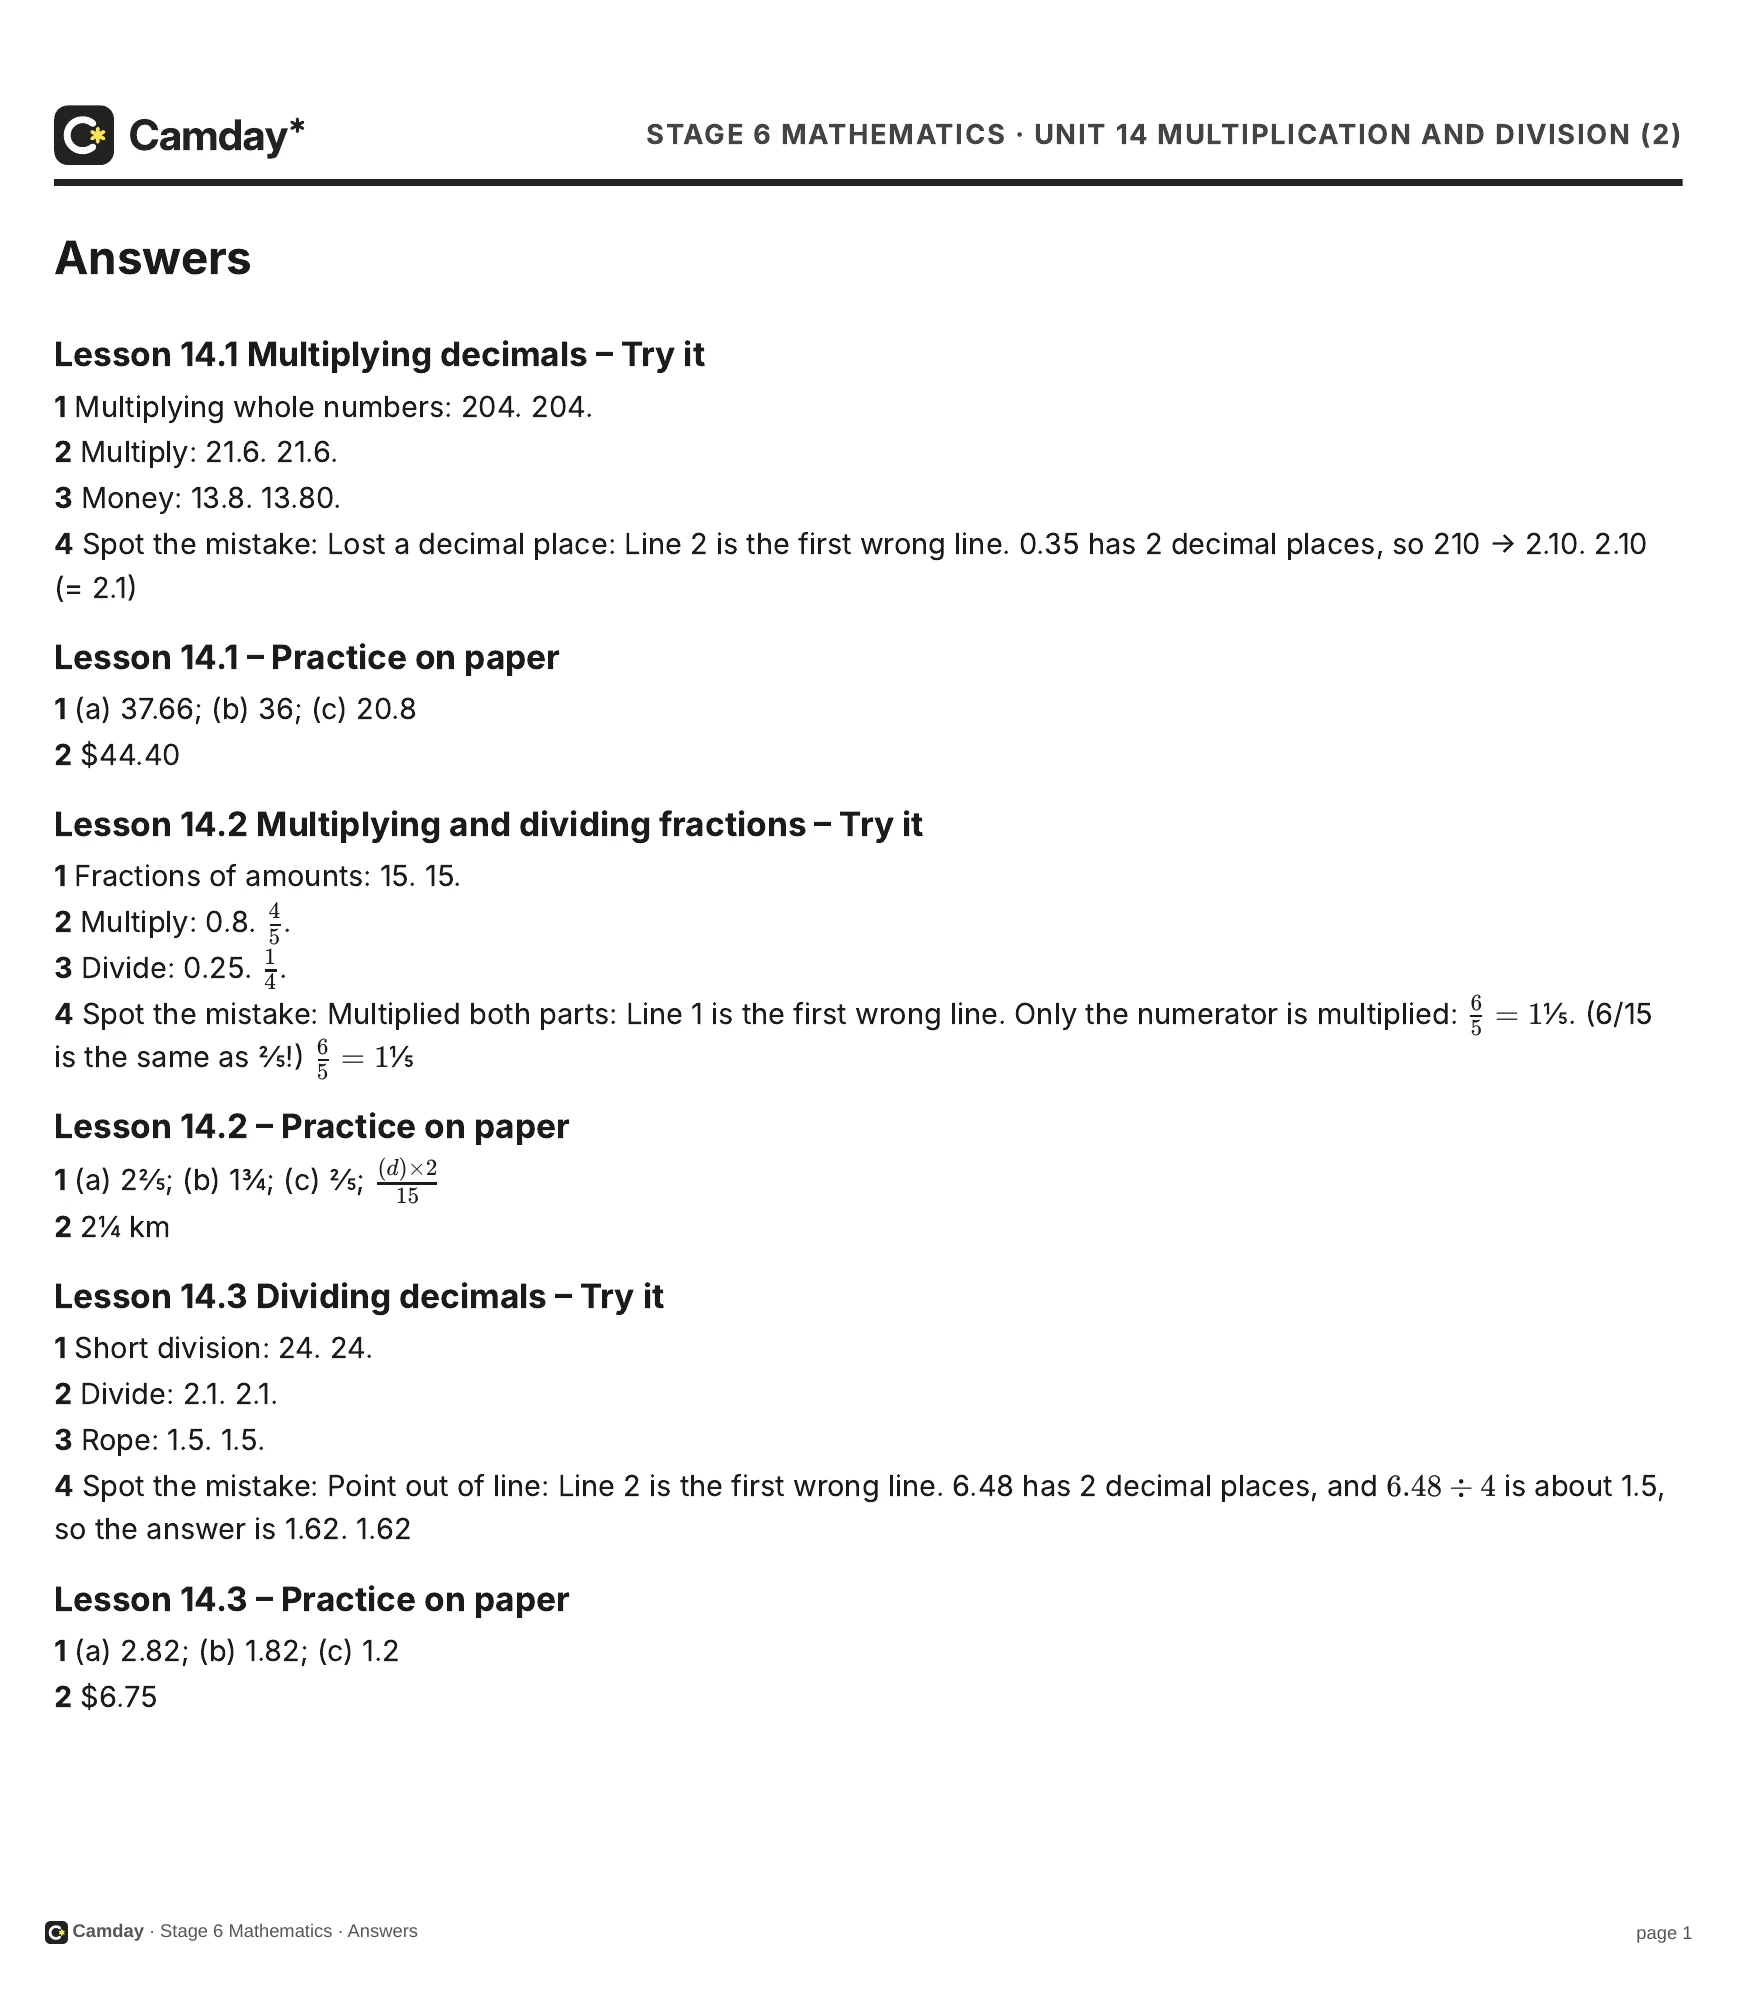 Camday*
STAGE 6 MATHEMATICS · UNIT 14 MULTIPLICATION AND DIVISION (2)
Answers
Lesson 14.1 Multiplying decimals – Try it
1 Multiplying whole numbers: 204. 204.
2 Multiply: 21.6. 21.6.
3 Money: 13.8. 13.80.
4 Spot the mistake: Lost a decimal place: Line 2 is the first wrong line. 0.35 has 2 decimal places, so 210 → 2.10. 2.10
(= 2.1)
Lesson 14.1 – Practice on paper
1 (a) 37.66; (b) 36; (c) 20.8
2 $44.40
Lesson 14.2 Multiplying and dividing fractions – Try it
1 Fractions of amounts: 15. 15.
2 Multiply: 0.8. 4/5.
3 Divide: 0.25. 1/4.
4 Spot the mistake: Multiplied both parts: Line 1 is the first wrong line. Only the numerator is multiplied: 6/5 = 1⅕. (6/15
is the same as ⅖!) 6/5 = 1⅕
Lesson 14.2 – Practice on paper
1 (a) 2⅖; (b) 1¾; (c) ⅖; (d)×2/15
2 2¼ km
Lesson 14.3 Dividing decimals – Try it
1 Short division: 24. 24.
2 Divide: 2.1. 2.1.
3 Rope: 1.5. 1.5.
4 Spot the mistake: Point out of line: Line 2 is the first wrong line. 6.48 has 2 decimal places, and 6.48 ÷ 4 is about 1.5,
so the answer is 1.62. 1.62
Lesson 14.3 – Practice on paper
1 (a) 2.82; (b) 1.82; (c) 1.2
2 $6.75
Camday · Stage 6 Mathematics · Answers
page 1